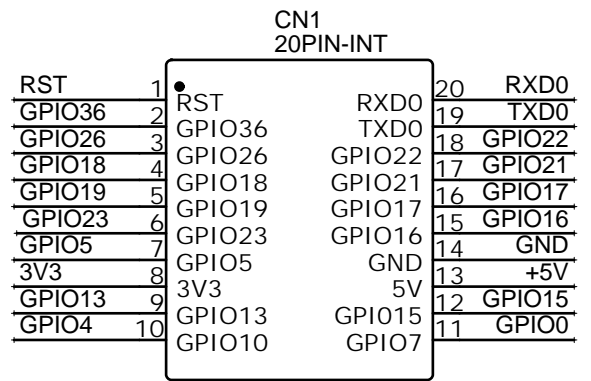 CN1
20PIN-INT
RST 1 RST RXD0 20 RXD0
GPIO36 2 GPIO36 TXD0 19 TXD0
GPIO26 3 GPIO26 GPIO22 18 GPIO22
GPIO18 4 GPIO18 GPIO21 17 GPIO21
GPIO19 5 GPIO19 GPIO17 16 GPIO17
GPIO23 6 GPIO23 GPIO16 15 GPIO16
GPIO5 7 GPIO5 GND 14 GND
3V3 8 3V3 5V 13 +5V
GPIO13 9 GPIO13 GPI015 12 GPIO15
GPIO4 10 GPIO10 GPIO7 11 GPIO0